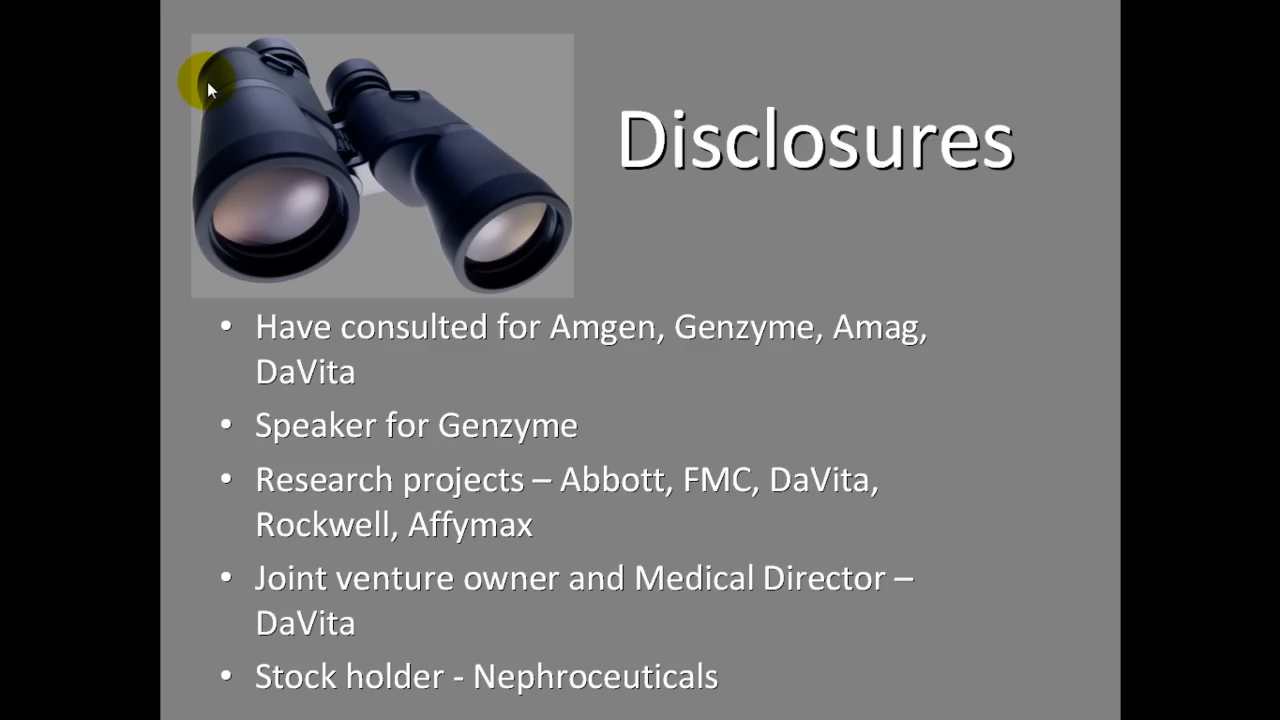 Disclosures
• Have consulted for Amgen, Genzyme, Amag,
DaVita
• Speaker for Genzyme
• Research projects – Abbott, FMC, DaVita,
Rockwell, Affymax
• Joint venture owner and Medical Director –
DaVita
• Stock holder - Nephroceuticals